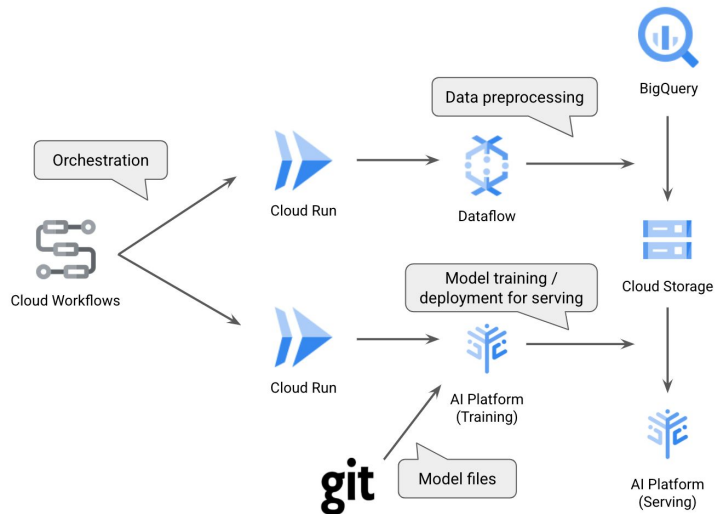 BigQuery
Data preprocessing
Orchestration
Cloud Run
Dataflow
Cloud Workflows
Cloud Storage
Model training /
deployment for serving
Cloud Run
AI Platform
(Training)
git
Model files
AI Platform
(Serving)